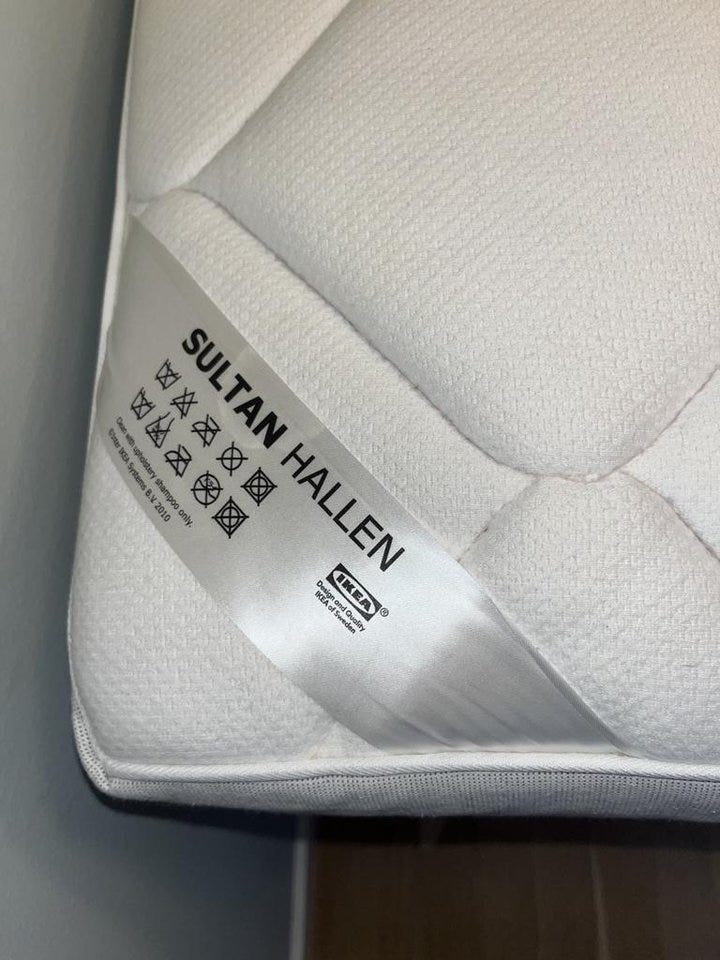 SULTAN HALLEN
Clean with upholstery shampoo only.
©Inter IKEA Systems B.V. 2010
IKEA®
Design and Quality
IKEA of Sweden